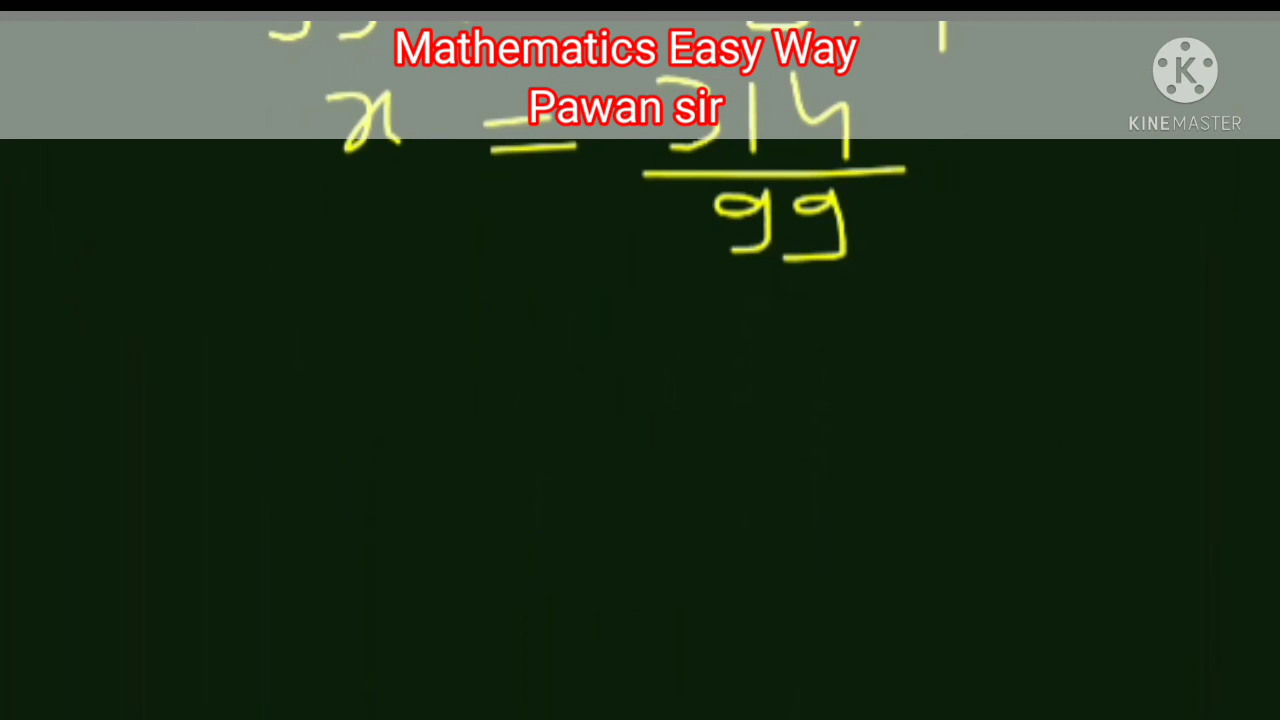 Mathematics Easy Way
Pawan sir
KINEMASTER
x = 314
99